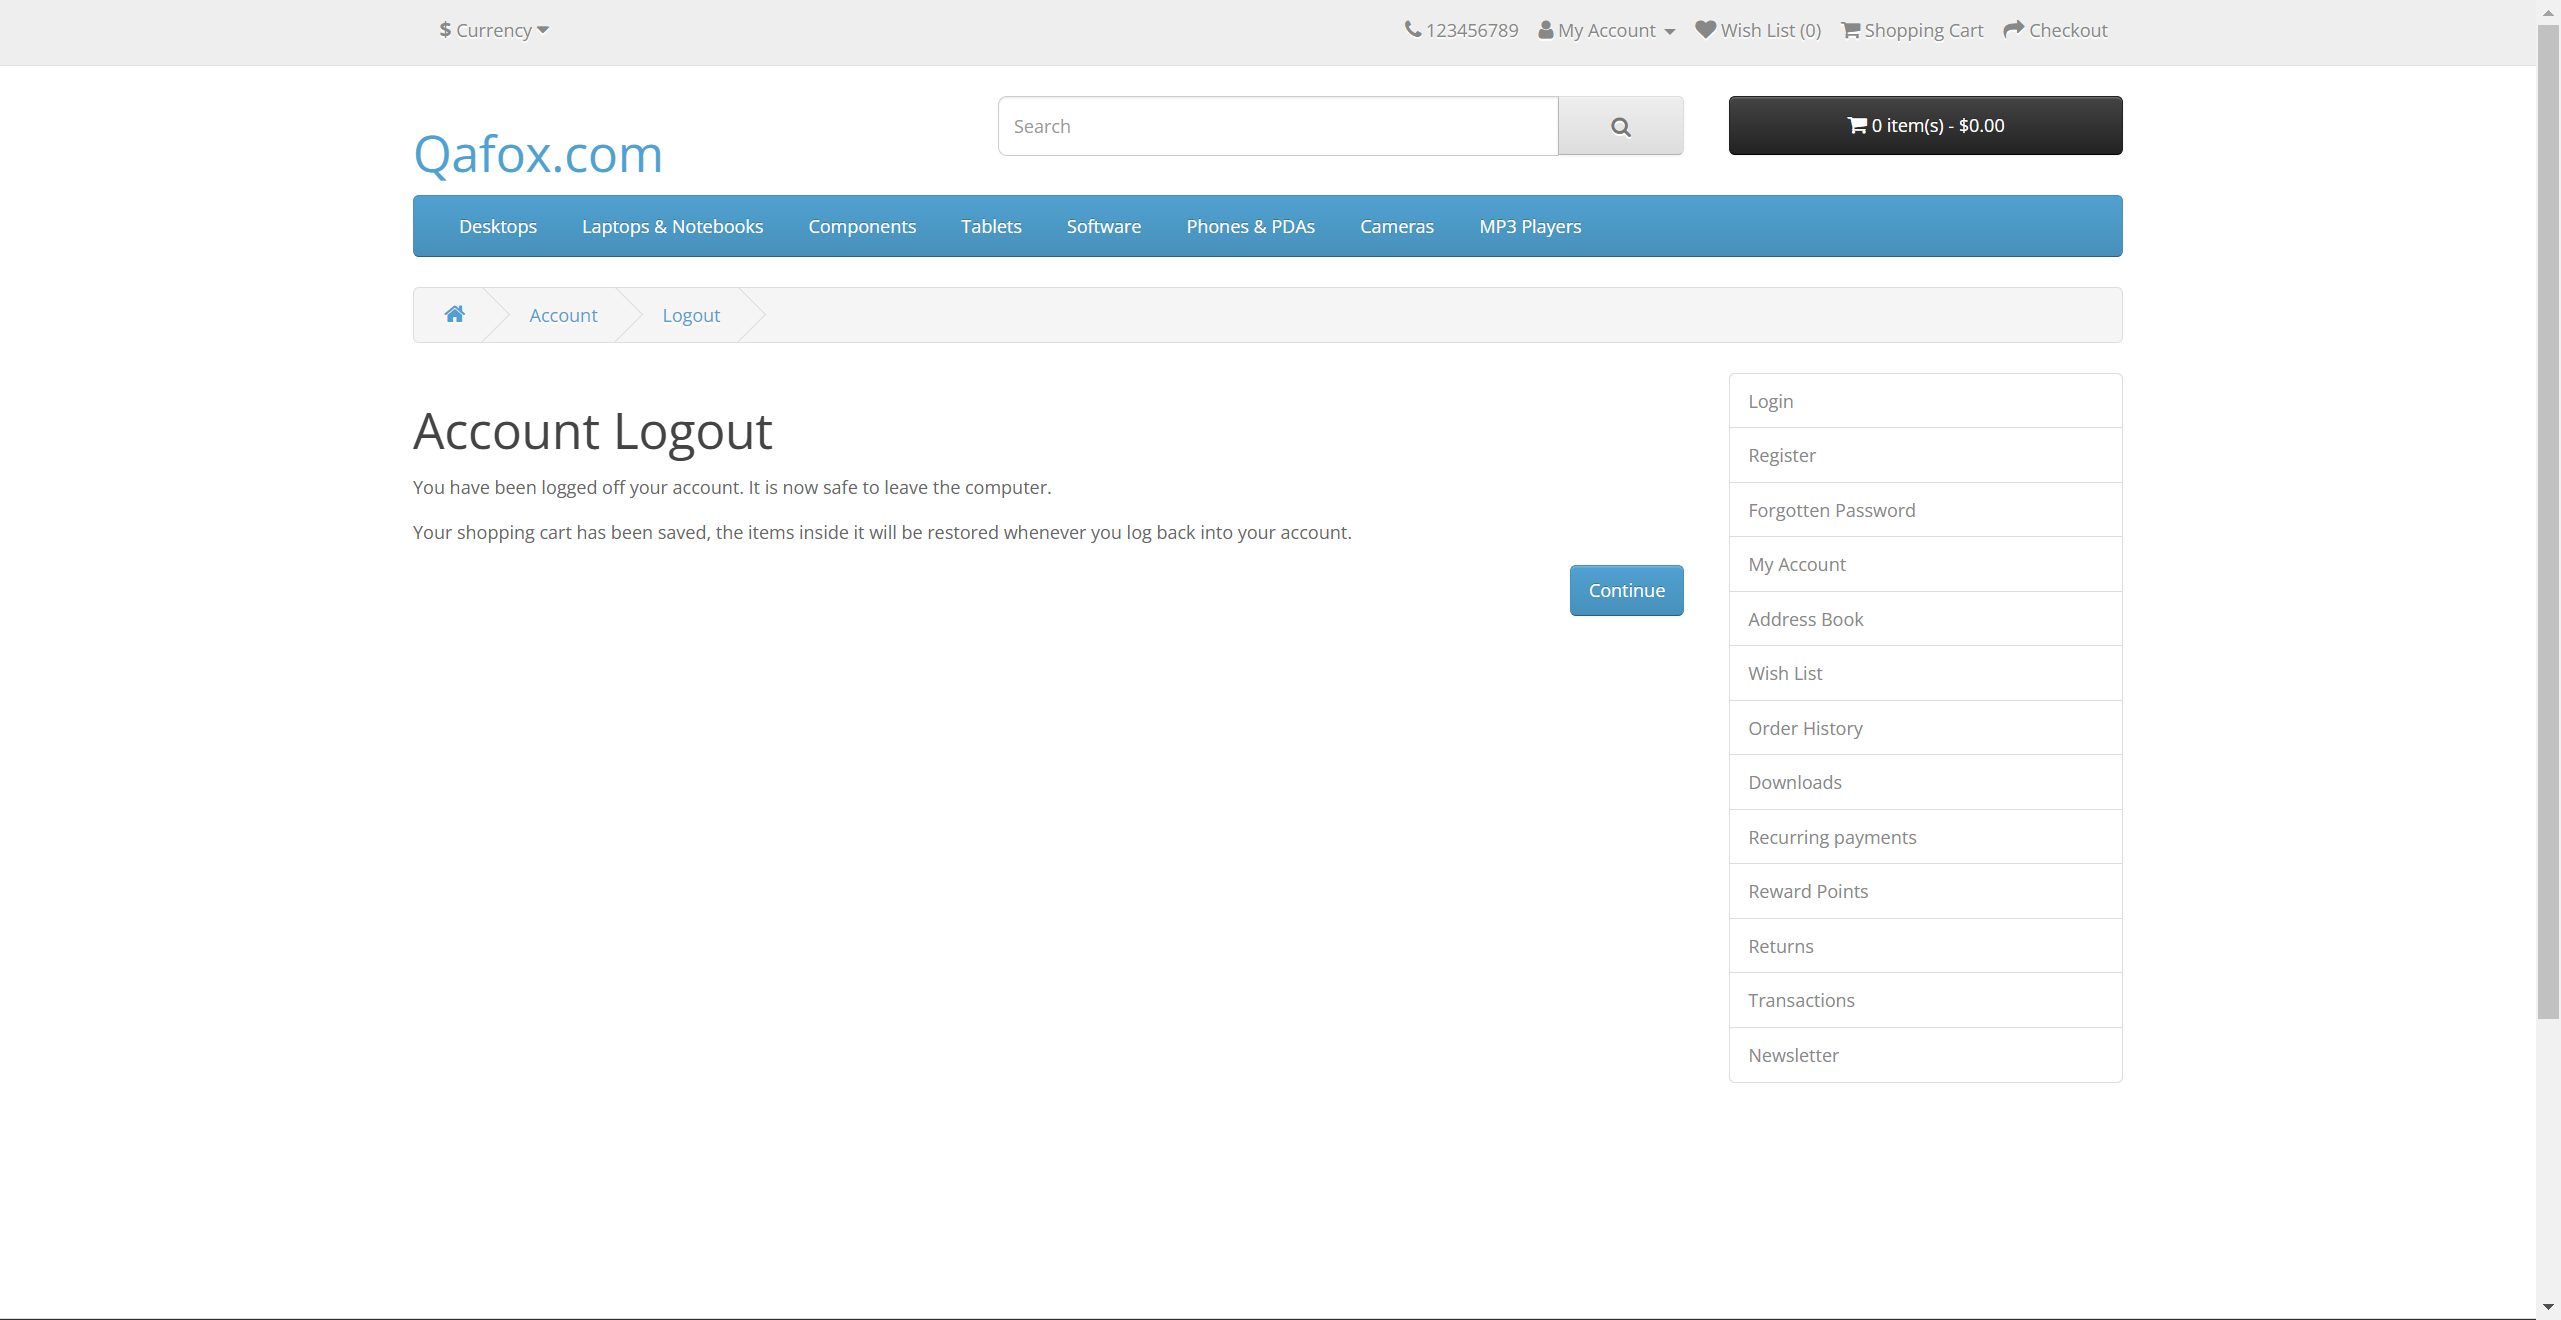 $ Currency
123456789 My Account Wish List (0) Shopping Cart Checkout
Qafox.com
Search
0 item(s) - $0.00
Desktops Laptops & Notebooks Components Tablets Software Phones & PDAs Cameras MP3 Players
Account Logout
Account Logout
You have been logged off your account. It is now safe to leave the computer.
Your shopping cart has been saved, the items inside it will be restored whenever you log back into your account.
Continue
Login
Register
Forgotten Password
My Account
Address Book
Wish List
Order History
Downloads
Recurring payments
Reward Points
Returns
Transactions
Newsletter